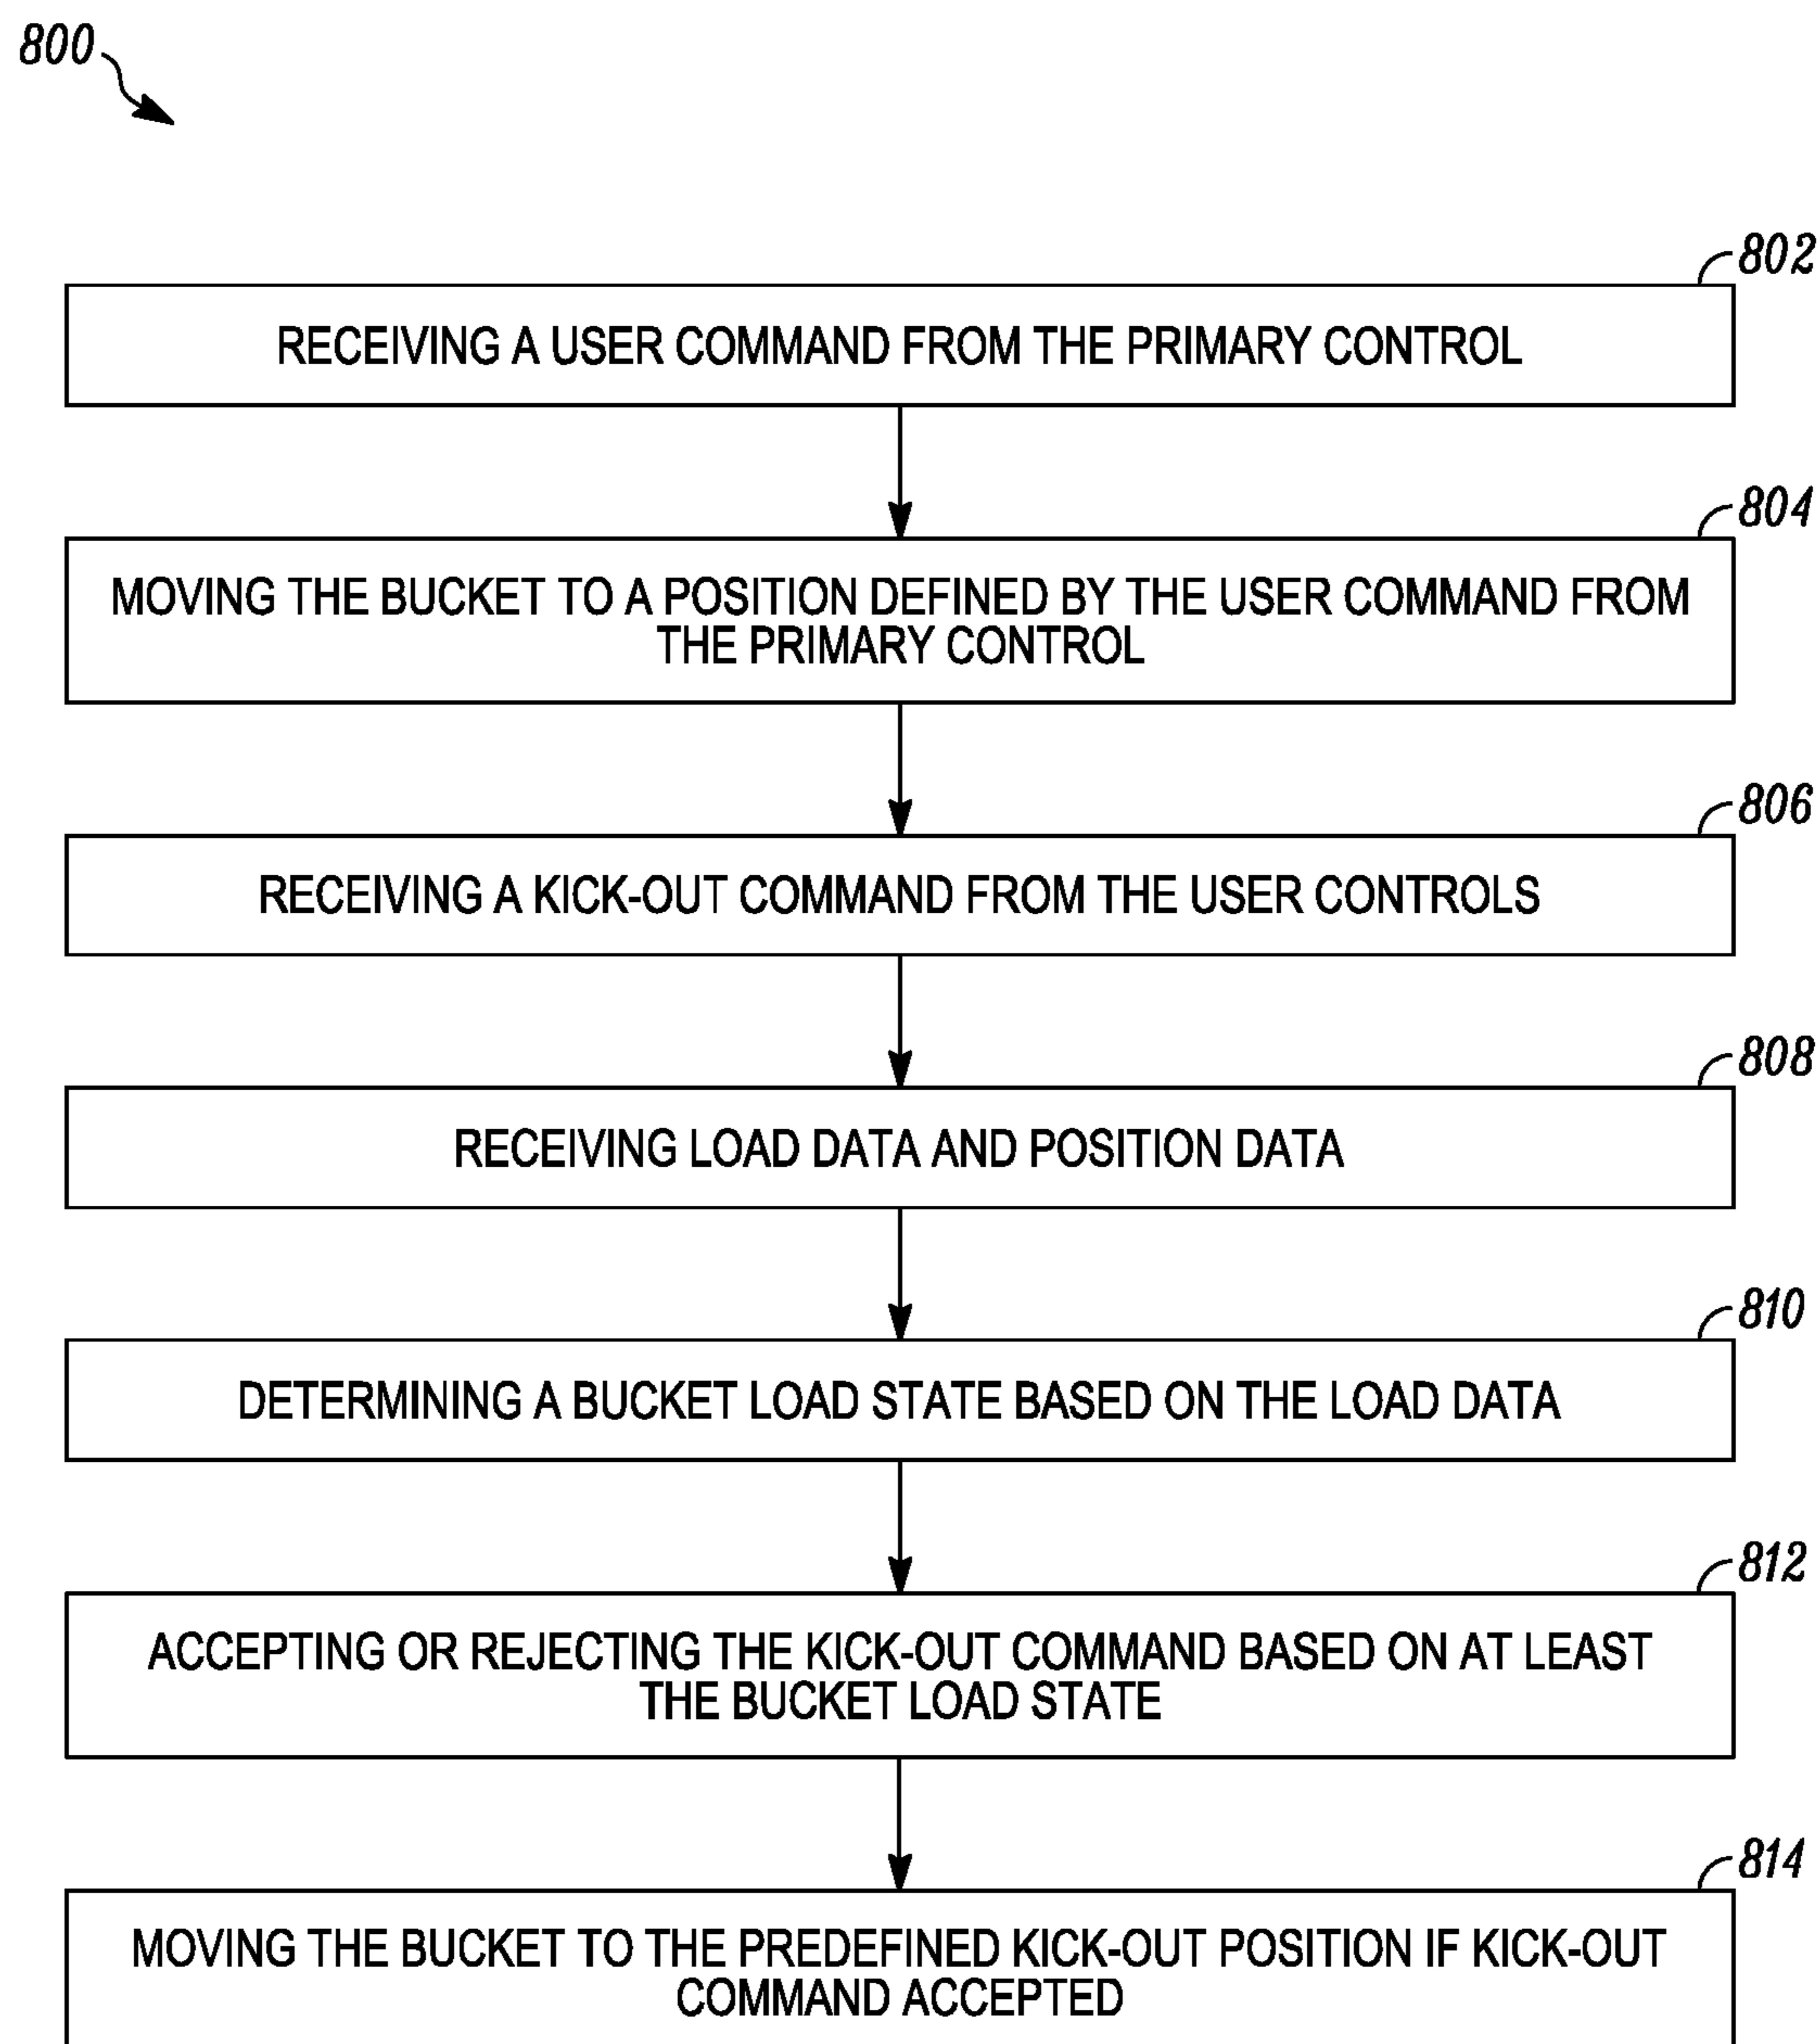 800
802
RECEIVING A USER COMMAND FROM THE PRIMARY CONTROL
804
MOVING THE BUCKET TO A POSITION DEFINED BY THE USER COMMAND FROM
THE PRIMARY CONTROL
806
RECEIVING A KICK-OUT COMMAND FROM THE USER CONTROLS
808
RECEIVING LOAD DATA AND POSITION DATA
810
DETERMINING A BUCKET LOAD STATE BASED ON THE LOAD DATA
812
ACCEPTING OR REJECTING THE KICK-OUT COMMAND BASED ON AT LEAST
THE BUCKET LOAD STATE
814
MOVING THE BUCKET TO THE PREDEFINED KICK-OUT POSITION IF KICK-OUT
COMMAND ACCEPTED